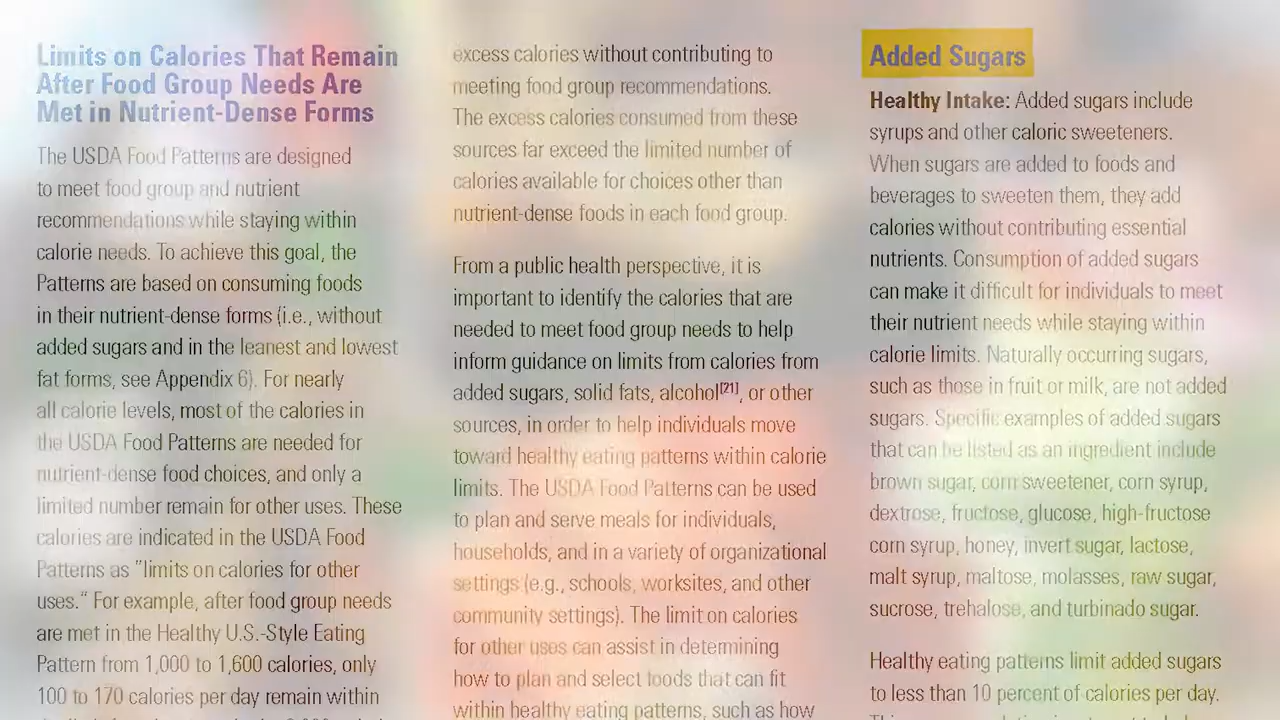 Limits on Calories That Remain
After Food Group Needs Are
Met in Nutrient-Dense Forms
The USDA Food Patterns are designed
to meet food group and nutrient
recommendations while staying within
calorie needs. To achieve this goal, the
Patterns are based on consuming foods
in their nutrient-dense forms (i.e., without
added sugars and in the leanest and lowest
fat forms, see Appendix 6). For nearly
all calorie levels, most of the calories in
the USDA Food Patterns are needed for
nutrient-dense food choices, and only a
limited number remain for other uses. These
calories are indicated in the USDA Food
Patterns as "limits on calories for other
uses." For example, after food group needs
are met in the Healthy U.S.-Style Eating
Pattern from 1,000 to 1,600 calories, only
100 to 170 calories per day remain within
excess calories without contributing to
meeting food group recommendations.
The excess calories consumed from these
sources far exceed the limited number of
calories available for choices other than
nutrient-dense foods in each food group.
From a public health perspective, it is
important to identify the calories that are
needed to meet food group needs to help
inform guidance on limits from calories from
added sugars, solid fats, alcohol[21], or other
sources, in order to help individuals move
toward healthy eating patterns within calorie
limits. The USDA Food Patterns can be used
to plan and serve meals for individuals,
households, and in a variety of organizational
settings (e.g., schools, worksites, and other
community settings). The limit on calories
for other uses can assist in determining
how to plan and select foods that can fit
within healthy eating patterns, such as how
Added Sugars
Healthy Intake: Added sugars include
syrups and other caloric sweeteners.
When sugars are added to foods and
beverages to sweeten them, they add
calories without contributing essential
nutrients. Consumption of added sugars
can make it difficult for individuals to meet
their nutrient needs while staying within
calorie limits. Naturally occurring sugars,
such as those in fruit or milk, are not added
sugars. Specific examples of added sugars
that can be listed as an ingredient include
brown sugar, corn sweetener, corn syrup,
dextrose, fructose, glucose, high-fructose
corn syrup, honey, invert sugar, lactose,
malt syrup, maltose, molasses, raw sugar,
sucrose, trehalose, and turbinado sugar.
Healthy eating patterns limit added sugars
to less than 10 percent of calories per day.